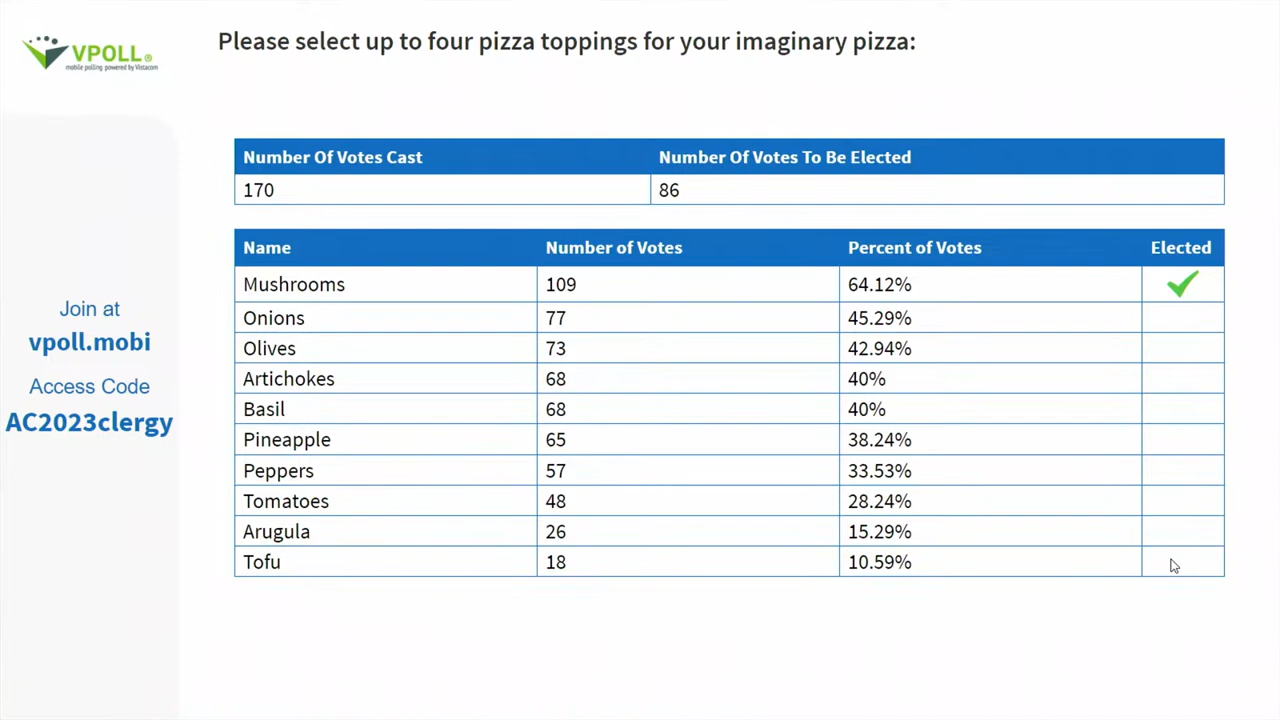 VPOLL®
mobile polling powered by Vistacom
Please select up to four pizza toppings for your imaginary pizza:
Join at
vpoll.mobi
Access Code
AC2023clergy
Number Of Votes Cast Number Of Votes To Be Elected
170 86
Name Number of Votes Percent of Votes Elected
Mushrooms 109 64.12%
Onions 77 45.29%
Olives 73 42.94%
Artichokes 68 40%
Basil 68 40%
Pineapple 65 38.24%
Peppers 57 33.53%
Tomatoes 48 28.24%
Arugula 26 15.29%
Tofu 18 10.59%